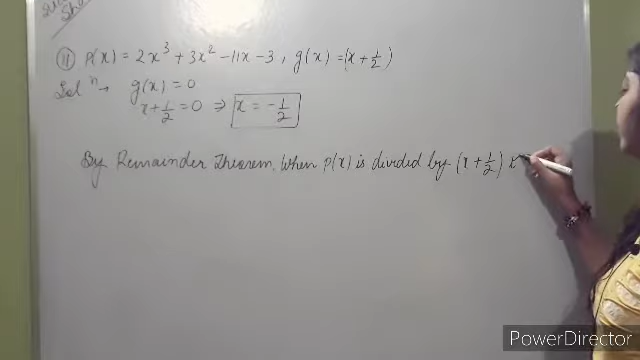 (ii) p(x) = 2x³ + 3x² - 11x - 3, g(x) = (x + 1/2)
Solⁿ→ g(x) = 0
x + 1/2 = 0 ⇒ x = -1/2
By Remainder Theorem, When p(x) is divided by (x + 1/2)
PowerDirector